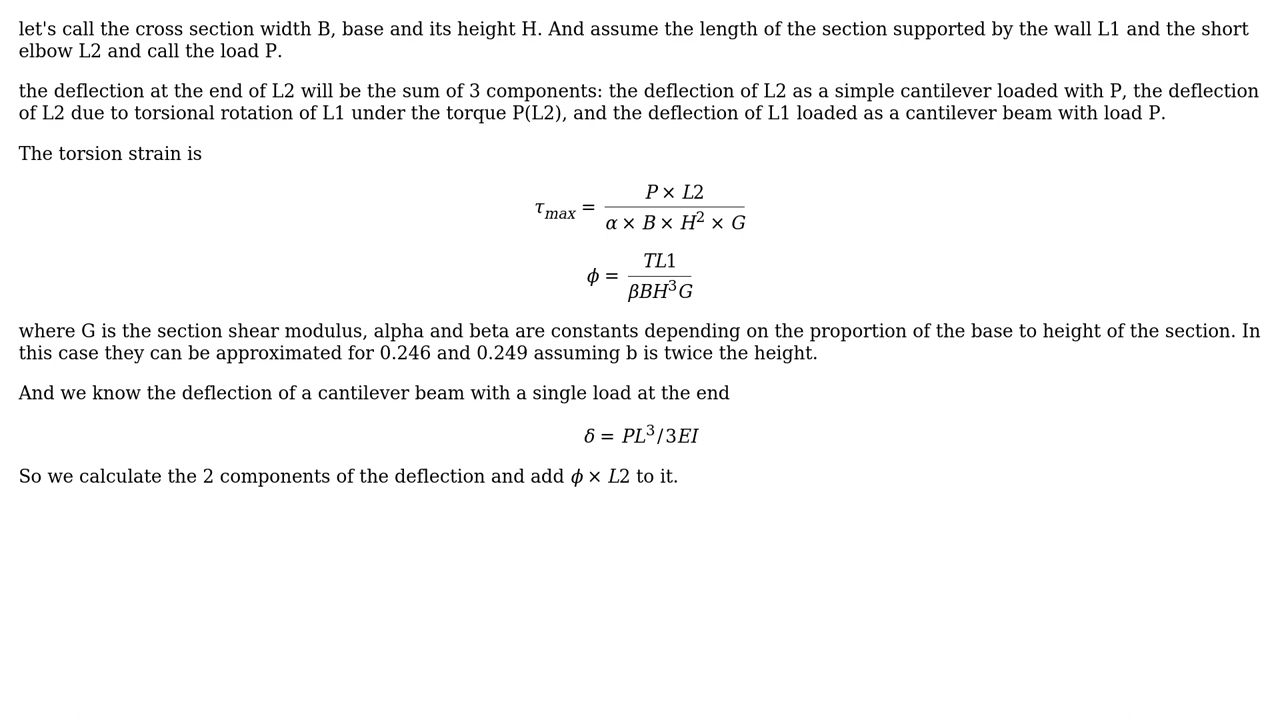 let's call the cross section width B, base and its height H. And assume the length of the section supported by the wall L1 and the short
elbow L2 and call the load P.
the deflection at the end of L2 will be the sum of 3 components: the deflection of L2 as a simple cantilever loaded with P, the deflection
of L2 due to torsional rotation of L1 under the torque P(L2), and the deflection of L1 loaded as a cantilever beam with load P.
The torsion strain is
τ_max = P × L2 / α × B × H² × G
ϕ = TL1 / βBH³G
where G is the section shear modulus, alpha and beta are constants depending on the proportion of the base to height of the section. In
this case they can be approximated for 0.246 and 0.249 assuming b is twice the height.
And we know the deflection of a cantilever beam with a single load at the end
δ = PL³/3EI
So we calculate the 2 components of the deflection and add ϕ × L2 to it.